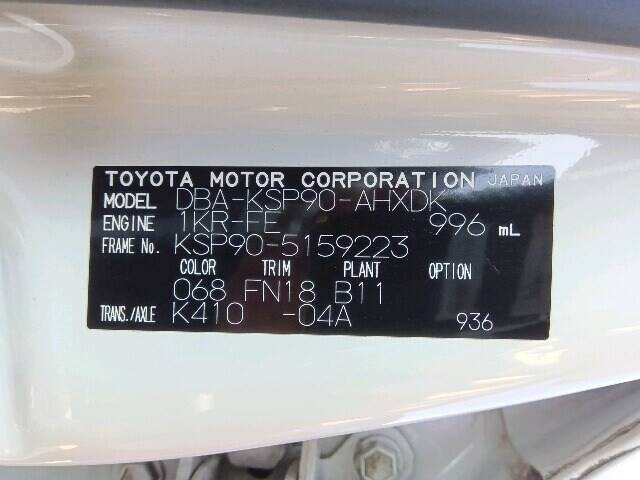 TOYOTA MOTOR CORPORATION JAPAN
MODEL DBA-KSP90-AHXDK
ENGINE 1KR-FE 996 mL
FRAME No. KSP90-5159223
COLOR TRIM PLANT OPTION
068 FN18 B11
TRANS./AXLE K410 -04A 936